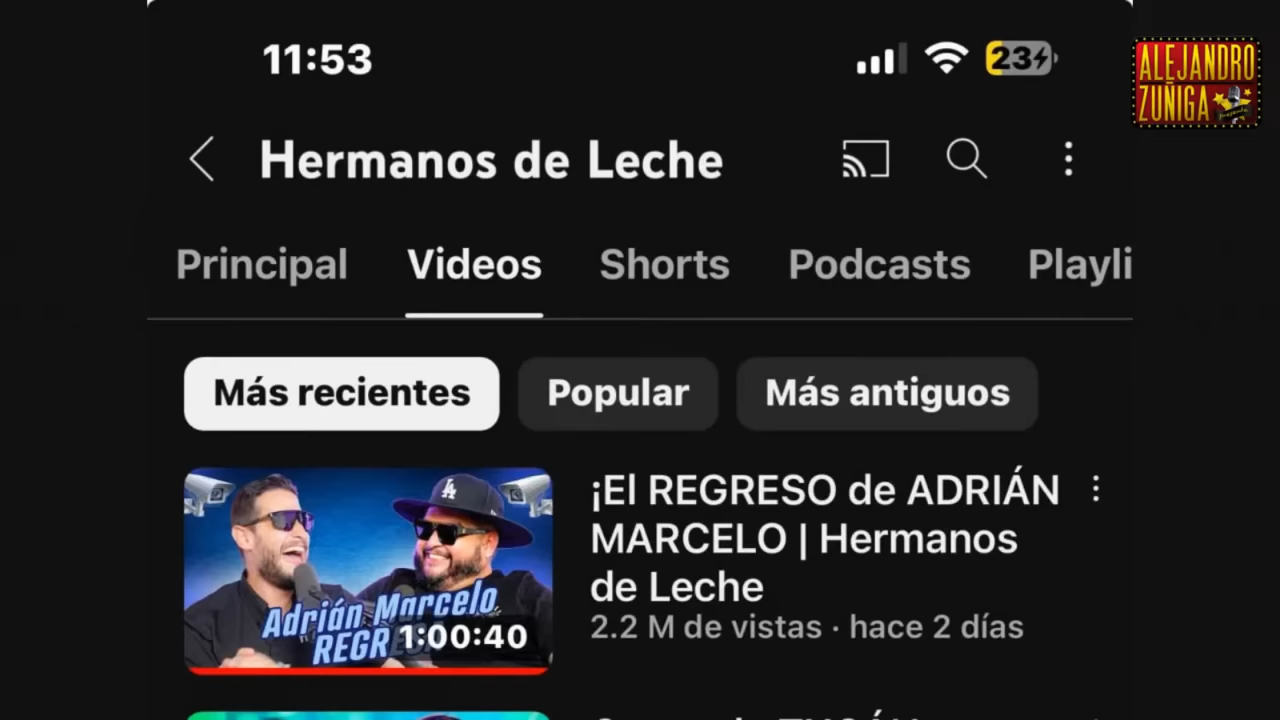 11:53
23
ALEJANDRO
ZUÑIGA
Hermanos de Leche
Principal
Videos
Shorts
Podcasts
Playli
Más recientes
Popular
Más antiguos
¡El REGRESO de ADRIÁN
MARCELO | Hermanos
de Leche
2.2 M de vistas · hace 2 días
LA
Adrián Marcelo
REGR
1:00:40